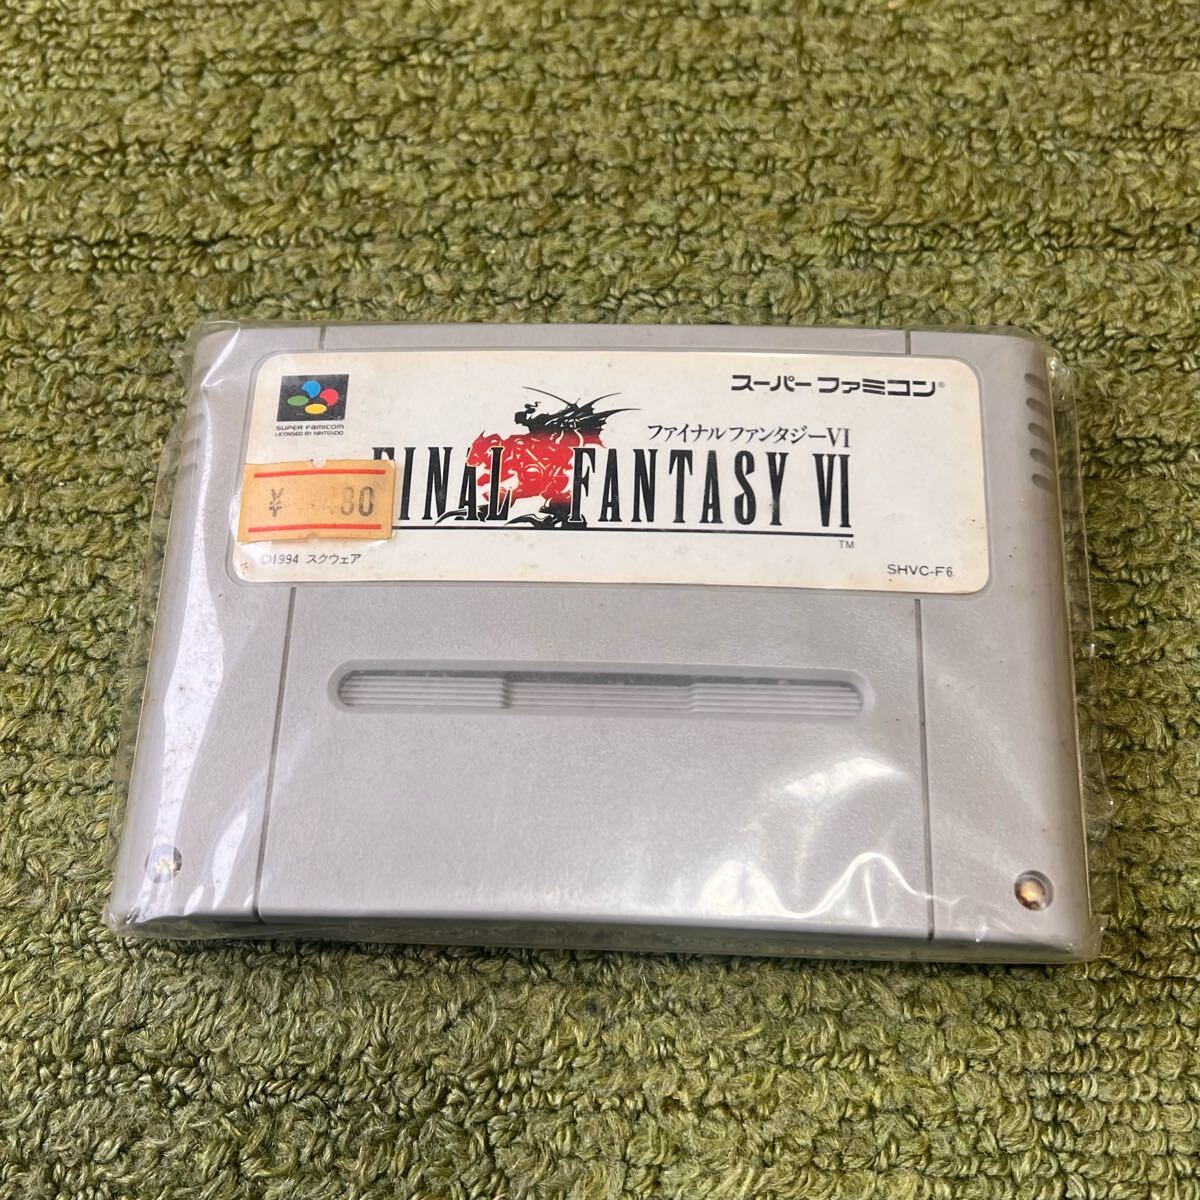 スーパーファミコン®
SUPER Famicom
LICENSED BY NINTENDO
ファイナルファンタジーVI
FINAL FANTASY VI
TM
¥ 80
©1994 スクウェア
SHVC-F6